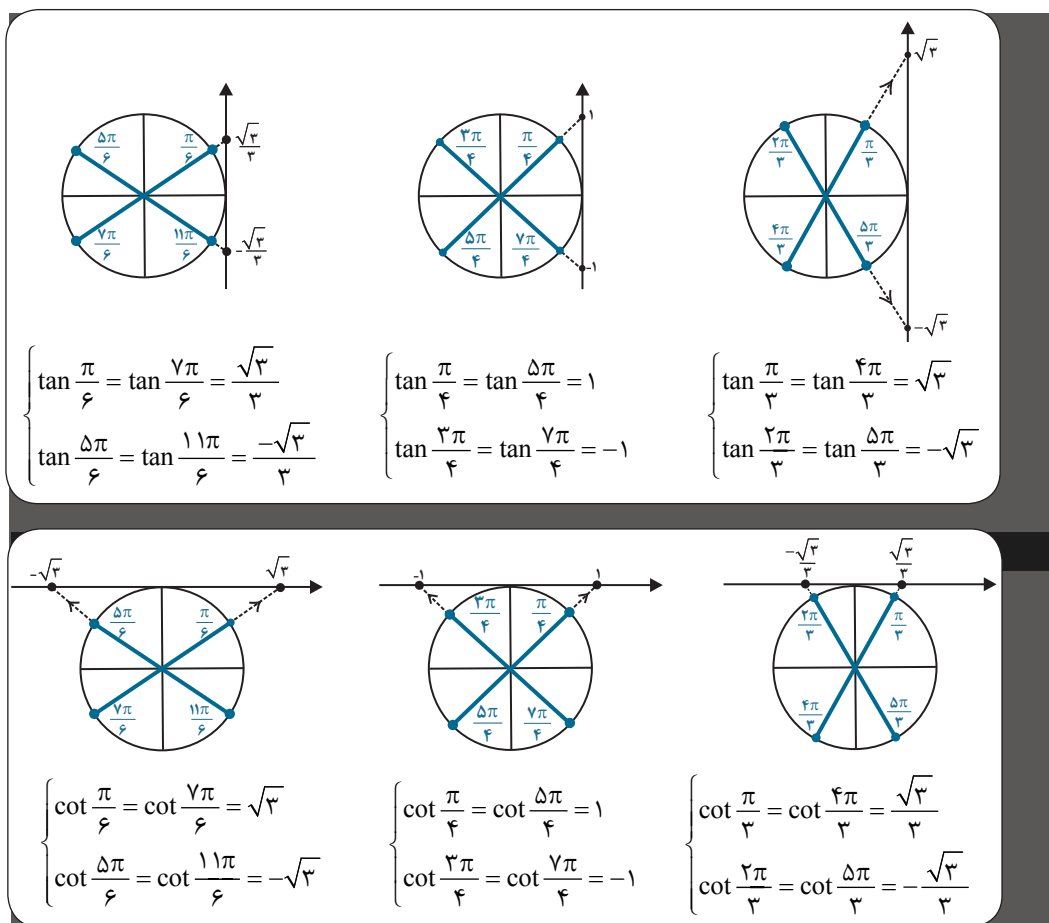 ۵π/۶ π/۶ √۳/۳
۷π/۶ ۱۱π/۶ -√۳/۳
۳π/۴ π/۴ ۱
۵π/۴ ۷π/۴ -۱
۲π/۳ π/۳ √۳
۴π/۳ ۵π/۳ -√۳
tan π/۶ = tan ۷π/۶ = √۳/۳
tan ۵π/۶ = tan ۱۱π/۶ = -√۳/۳
tan π/۴ = tan ۵π/۴ = ۱
tan ۳π/۴ = tan ۷π/۴ = -۱
tan π/۳ = tan ۴π/۳ = √۳
tan ۲π/۳ = tan ۵π/۳ = -√۳
-√۳ √۳
۵π/۶ π/۶
۷π/۶ ۱۱π/۶
-۱ ۱
۳π/۴ π/۴
۵π/۴ ۷π/۴
-√۳/۳ √۳/۳
۲π/۳ π/۳
۴π/۳ ۵π/۳
cot π/۶ = cot ۷π/۶ = √۳
cot ۵π/۶ = cot ۱۱π/۶ = -√۳
cot π/۴ = cot ۵π/۴ = ۱
cot ۳π/۴ = cot ۷π/۴ = -۱
cot π/۳ = cot ۴π/۳ = √۳/۳
cot ۲π/۳ = cot ۵π/۳ = -√۳/۳